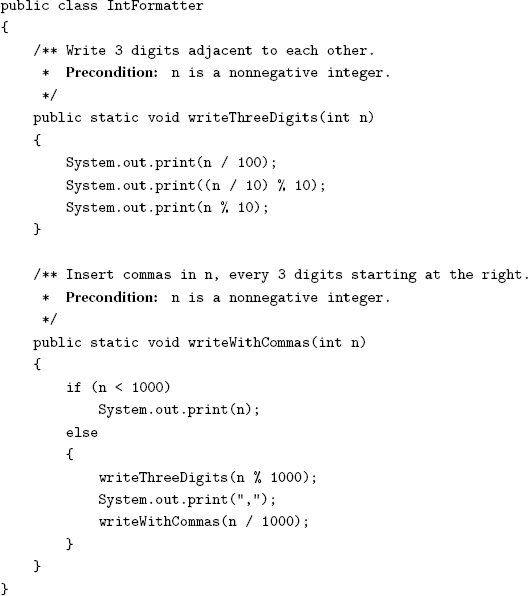 public class IntFormatter
{
    /** Write 3 digits adjacent to each other.
     *  Precondition:  n is a nonnegative integer.
     */
    public static void writeThreeDigits(int n)
    {
        System.out.print(n / 100);
        System.out.print((n / 10) % 10);
        System.out.print(n % 10);
    }

    /** Insert commas in n, every 3 digits starting at the right.
     *  Precondition:  n is a nonnegative integer.
     */
    public static void writeWithCommas(int n)
    {
        if (n < 1000)
            System.out.print(n);
        else
        {
            writeThreeDigits(n % 1000);
            System.out.print(",");
            writeWithCommas(n / 1000);
        }
    }
}